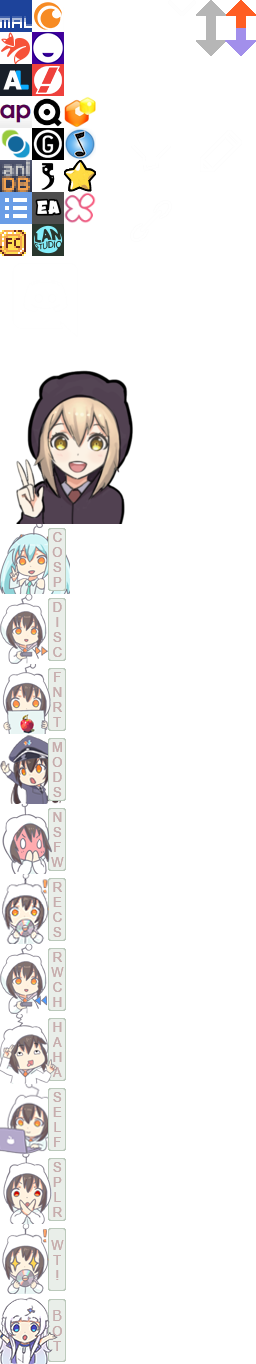 MAL
AL
ap
G
ani
DB
EA
FC
LAN
STUDIO
COSP
DISC
FNRT
MODS
NSFW
RECS
RWCH
HAHA
SELF
SPLR
WT!
BOT